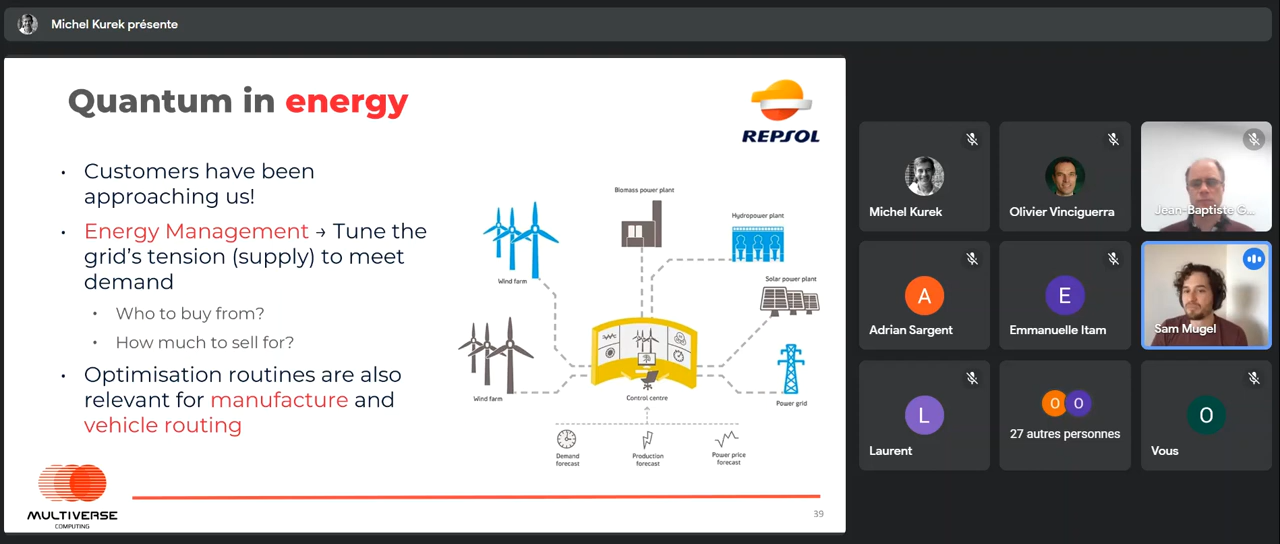 Michel Kurek présente
Quantum in energy
REPSOL
• Customers have been
approaching us!
• Energy Management → Tune the
grid's tension (supply) to meet
demand
• Who to buy from?
• How much to sell for?
• Optimisation routines are also
relevant for manufacture and
vehicle routing
Biomass power plant
Hydropower plant
Wind farm
Solar power plant
Wind farm
Control centre
Power grid
Demand
forecast
Production
forecast
Power price
forecast
MULTIVERSE
COMPUTING
39
Michel Kurek
Olivier Vinciguerra
Jean-Baptiste G...
A
Adrian Sargent
E
Emmanuelle Itam
Sam Mugel
L
Laurent
O O
27 autres personnes
O
Vous